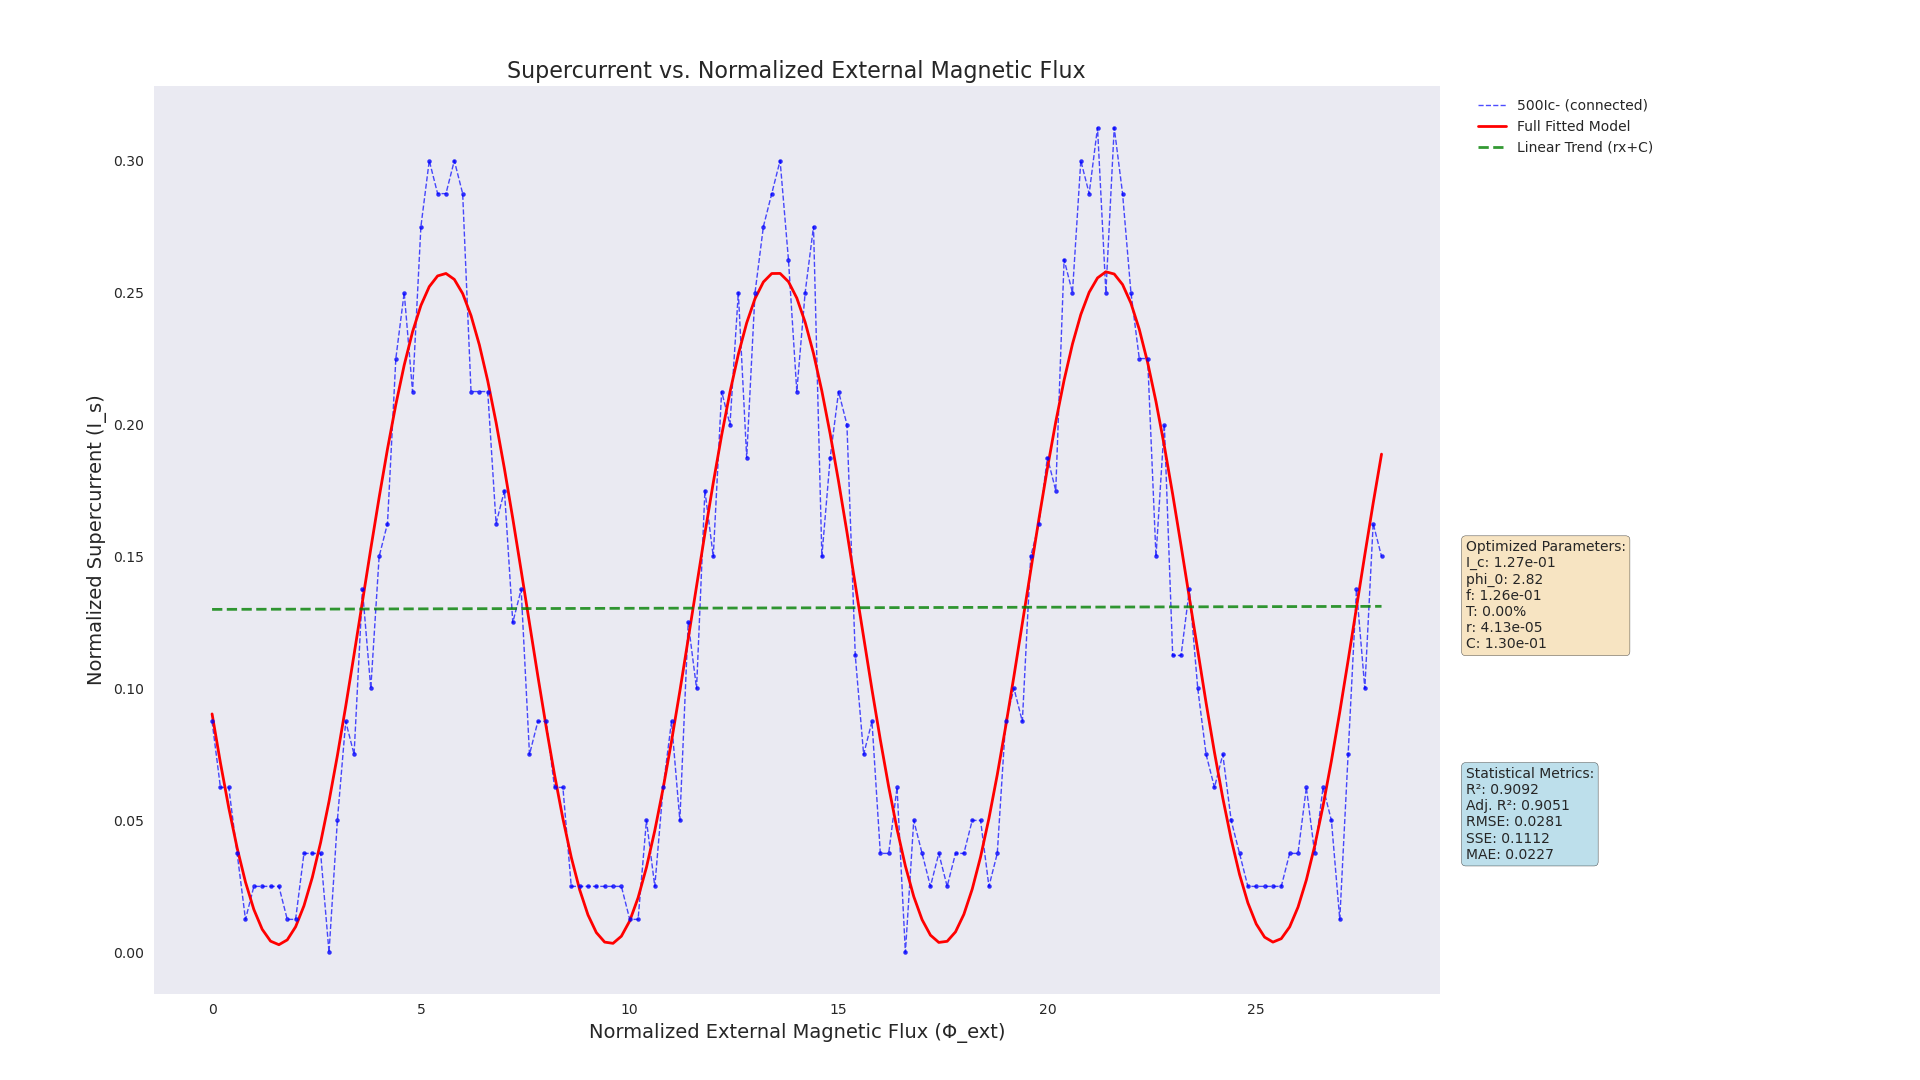 Supercurrent vs. Normalized External Magnetic Flux
500Ic- (connected)
Full Fitted Model
Linear Trend (rx+C)
Normalized Supercurrent (I_s)
0.30
0.25
0.20
0.15
0.10
0.05
0.00
0
5
10
15
20
25
Normalized External Magnetic Flux (Φ_ext)
Optimized Parameters:
I_c: 1.27e-01
phi_0: 2.82
f: 1.26e-01
T: 0.00%
r: 4.13e-05
C: 1.30e-01
Statistical Metrics:
R²: 0.9092
Adj. R²: 0.9051
RMSE: 0.0281
SSE: 0.1112
MAE: 0.0227